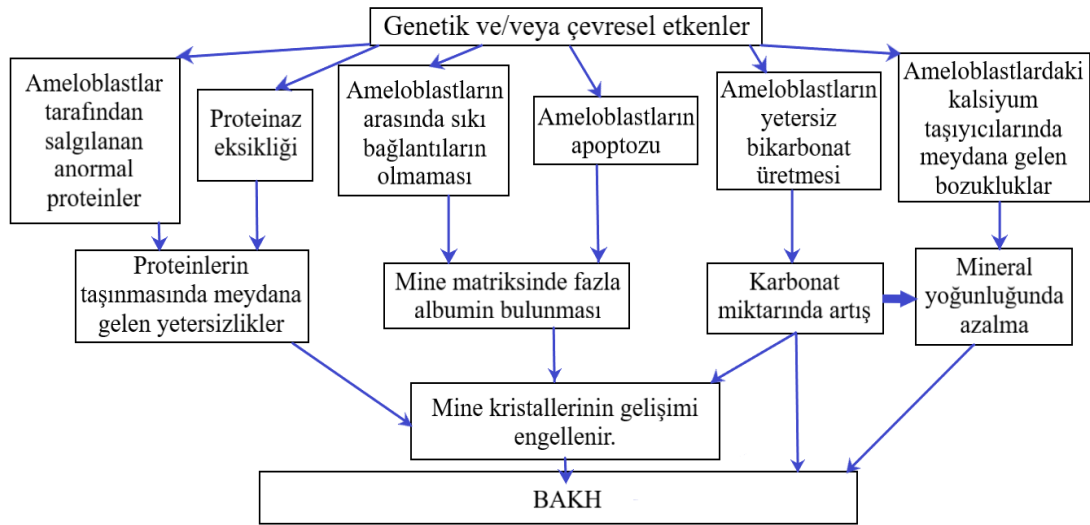 Genetik ve/veya çevresel etkenler
Ameloblastlar
tarafından
salgılanan
anormal
proteinler
Proteinaz
eksikliği
Ameloblastların
arasında sıkı
bağlantıların
olmaması
Ameloblastların
apoptozu
Ameloblastların
yetersiz
bikarbonat
üretmesi
Ameloblastlardaki
kalsiyum
taşıyıcılarında
meydana gelen
bozukluklar
Proteinlerin
taşınmasında meydana
gelen yetersizlikler
Mine matriksinde fazla
albumin bulunması
Karbonat
miktarında artış
Mineral
yoğunluğunda
azalma
Mine kristallerinin gelişimi
engellenir.
BAKH